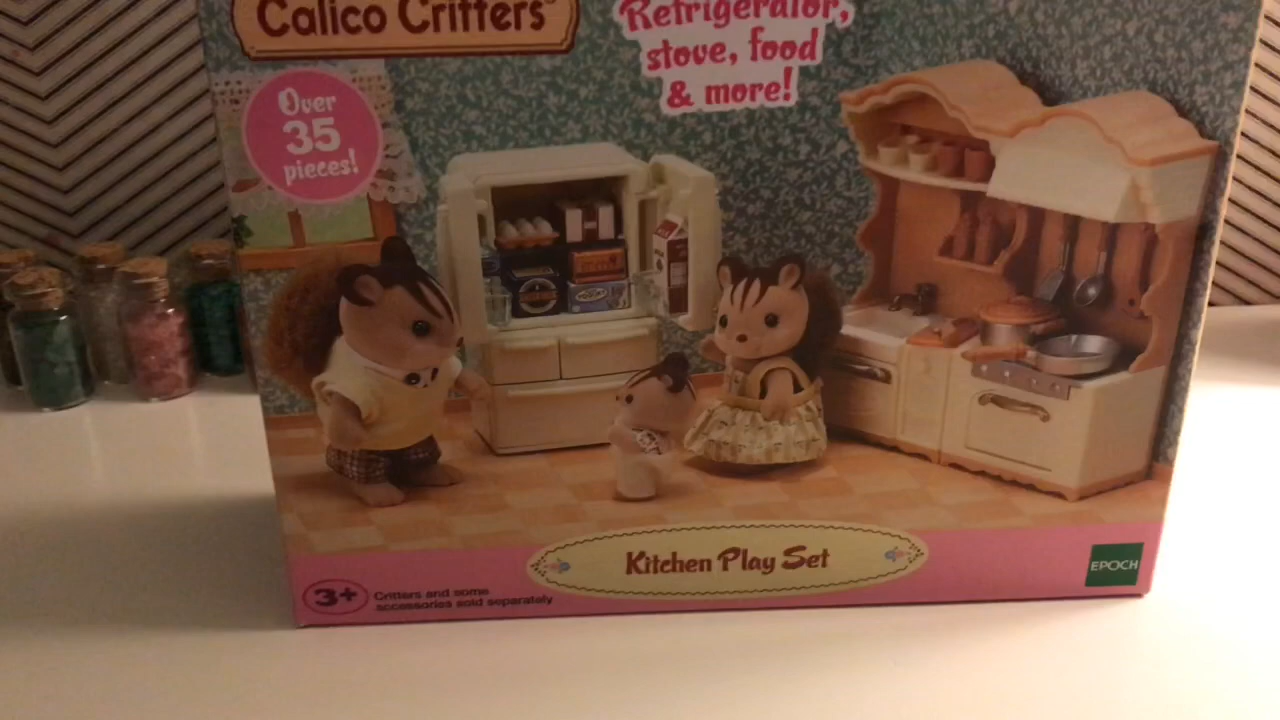 Calico Critters®
Refrigerator,
stove, food
& more!
Over
35
pieces!
Kitchen Play Set
EPOCH
3+
Critters and some
accessories sold separately